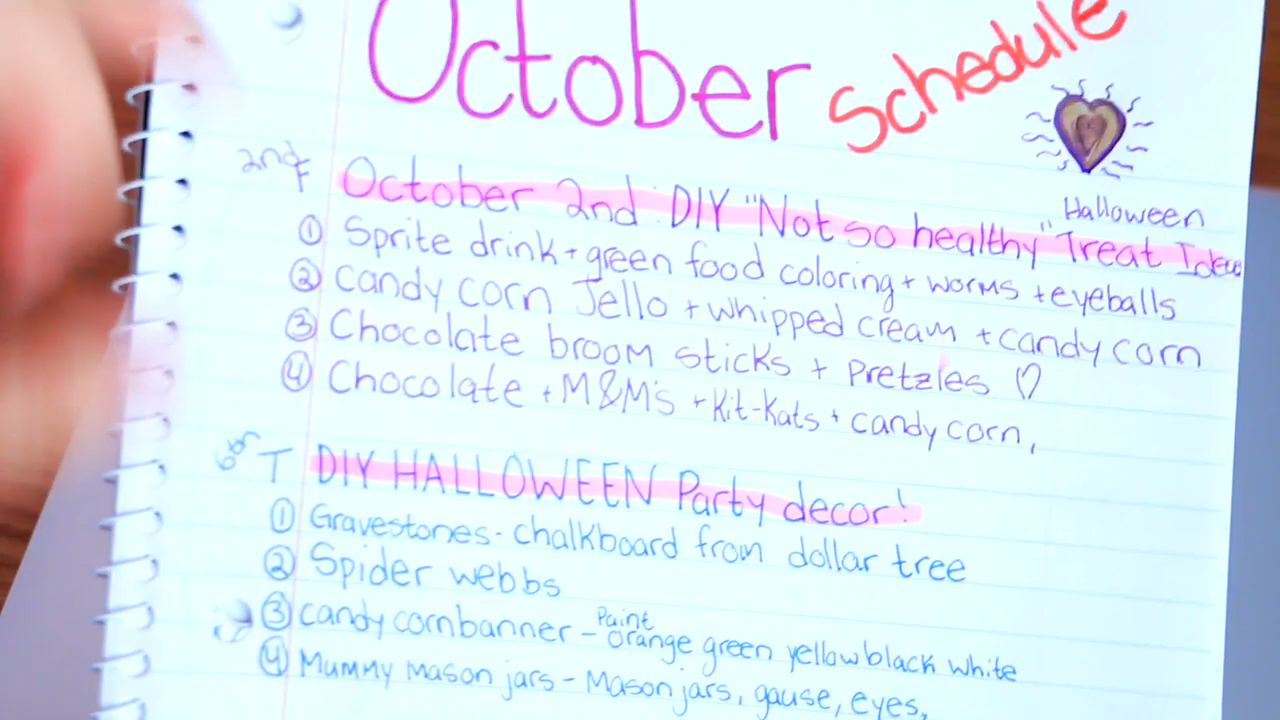 October Schedule
2nd F October 2nd DIY "Not so healthy" Halloween Treat Ideas
① Sprite drink + green food coloring + worms + eyeballs
② Candy corn Jello + whipped cream + candy corn
③ Chocolate broom sticks + Pretzles ♡
④ Chocolate + M&M's + Kit-Kats + candy corn,
T DIY HALLOWEEN Party decor!
① Gravestones - chalkboard from dollar tree
② Spider webbs
③ candy cornbanner - Paint orange green yellow black white
④ Mummy mason jars - Mason jars, gause, eyes,